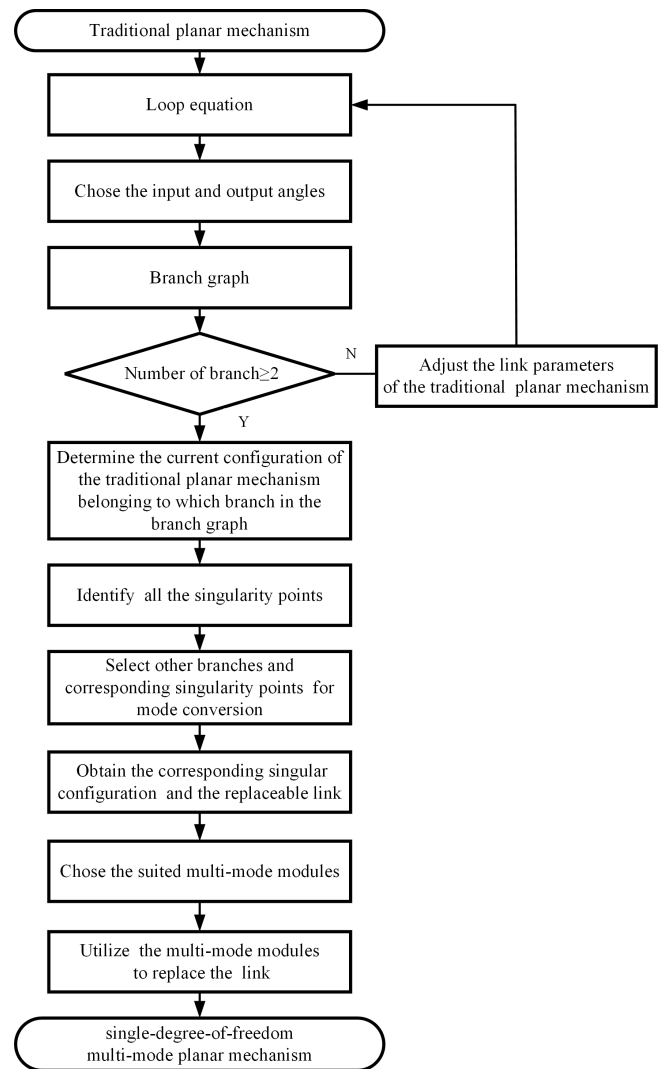 Traditional planar mechanism
Loop equation
Chose the input and output angles
Branch graph
Number of branch≥2
N
Adjust the link parameters
of the traditional planar mechanism
Y
Determine the current configuration of
the traditional planar mechanism
belonging to which branch in the
branch graph
Identify all the singularity points
Select other branches and
corresponding singularity points for
mode conversion
Obtain the corresponding singular
configuration and the replaceable link
Chose the suited multi-mode modules
Utilize the multi-mode modules
to replace the link
single-degree-of-freedom
multi-mode planar mechanism